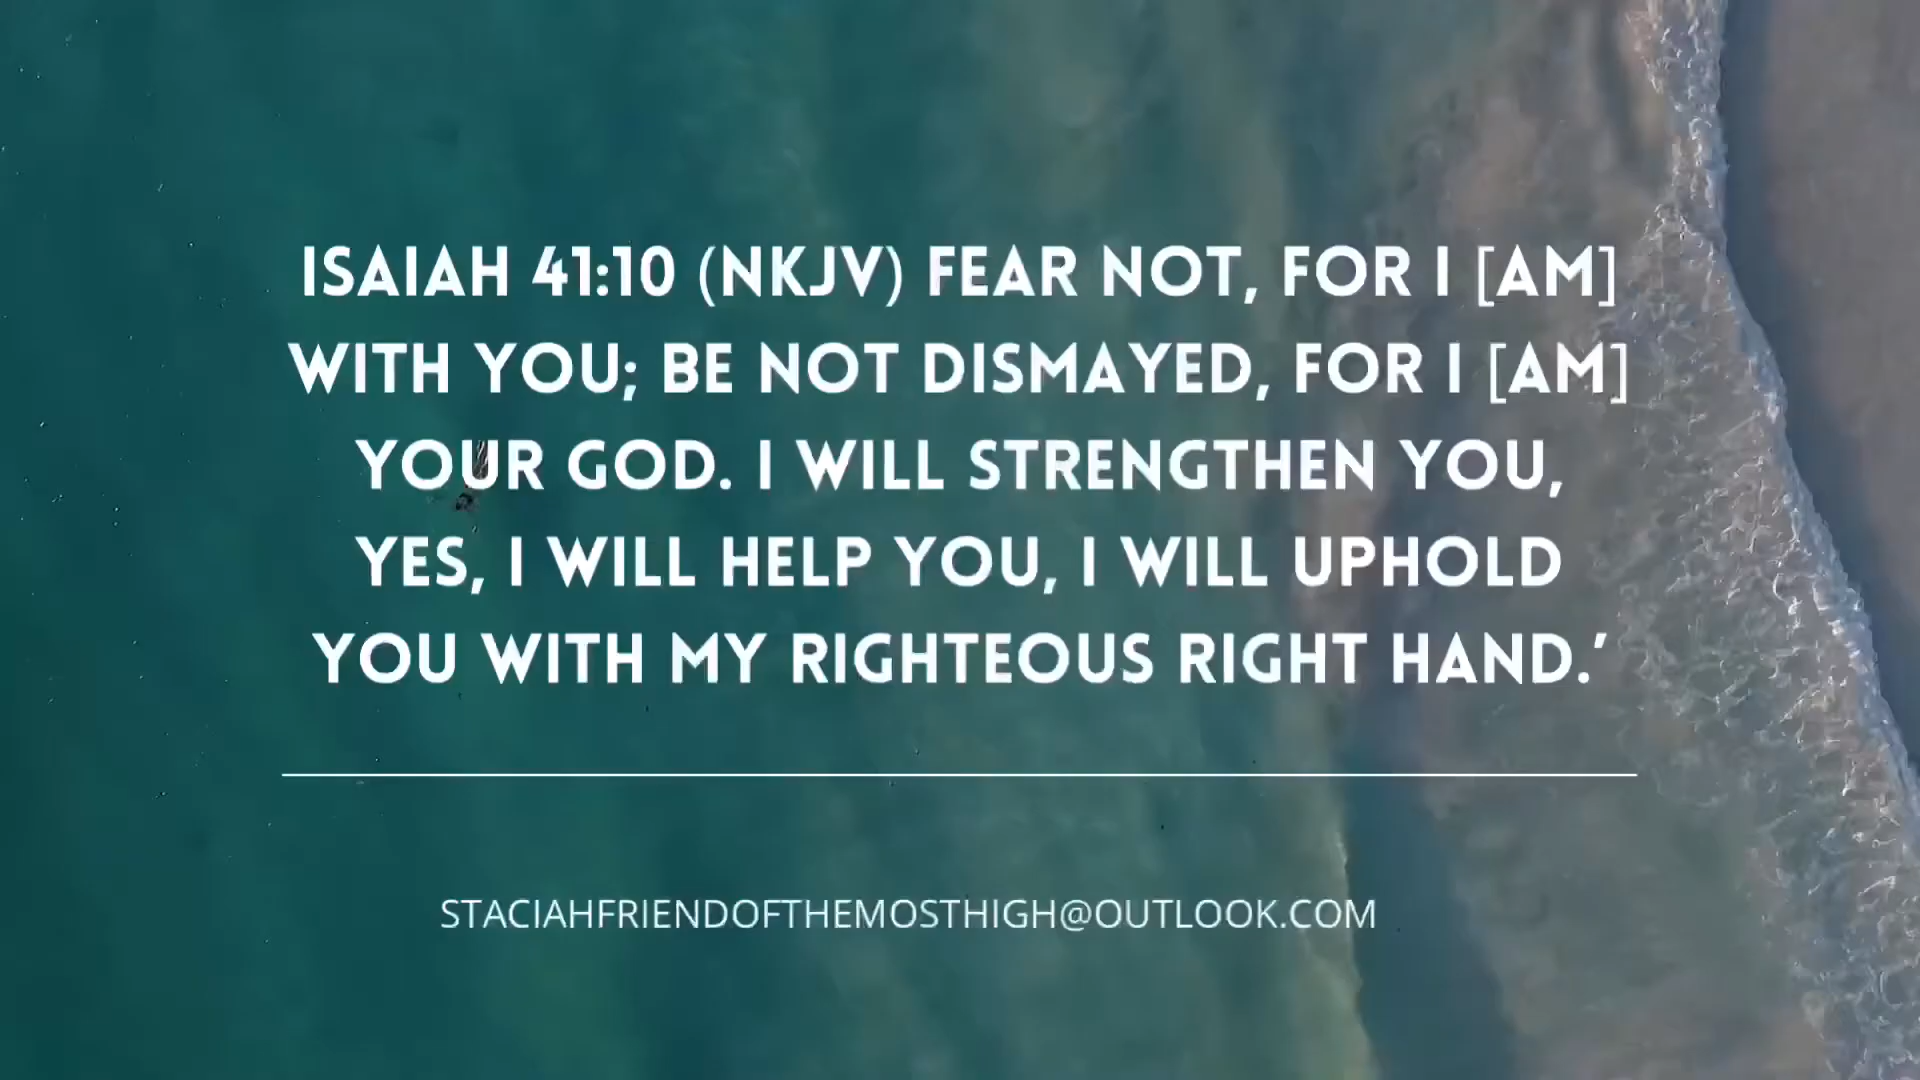 ISAIAH 41:10 (NKJV) FEAR NOT, FOR I [AM]
WITH YOU; BE NOT DISMAYED, FOR I [AM]
YOUR GOD. I WILL STRENGTHEN YOU,
YES, I WILL HELP YOU, I WILL UPHOLD
YOU WITH MY RIGHTEOUS RIGHT HAND.’
STACIAHFRIENDOFTHEMOSTHIGH@OUTLOOK.COM